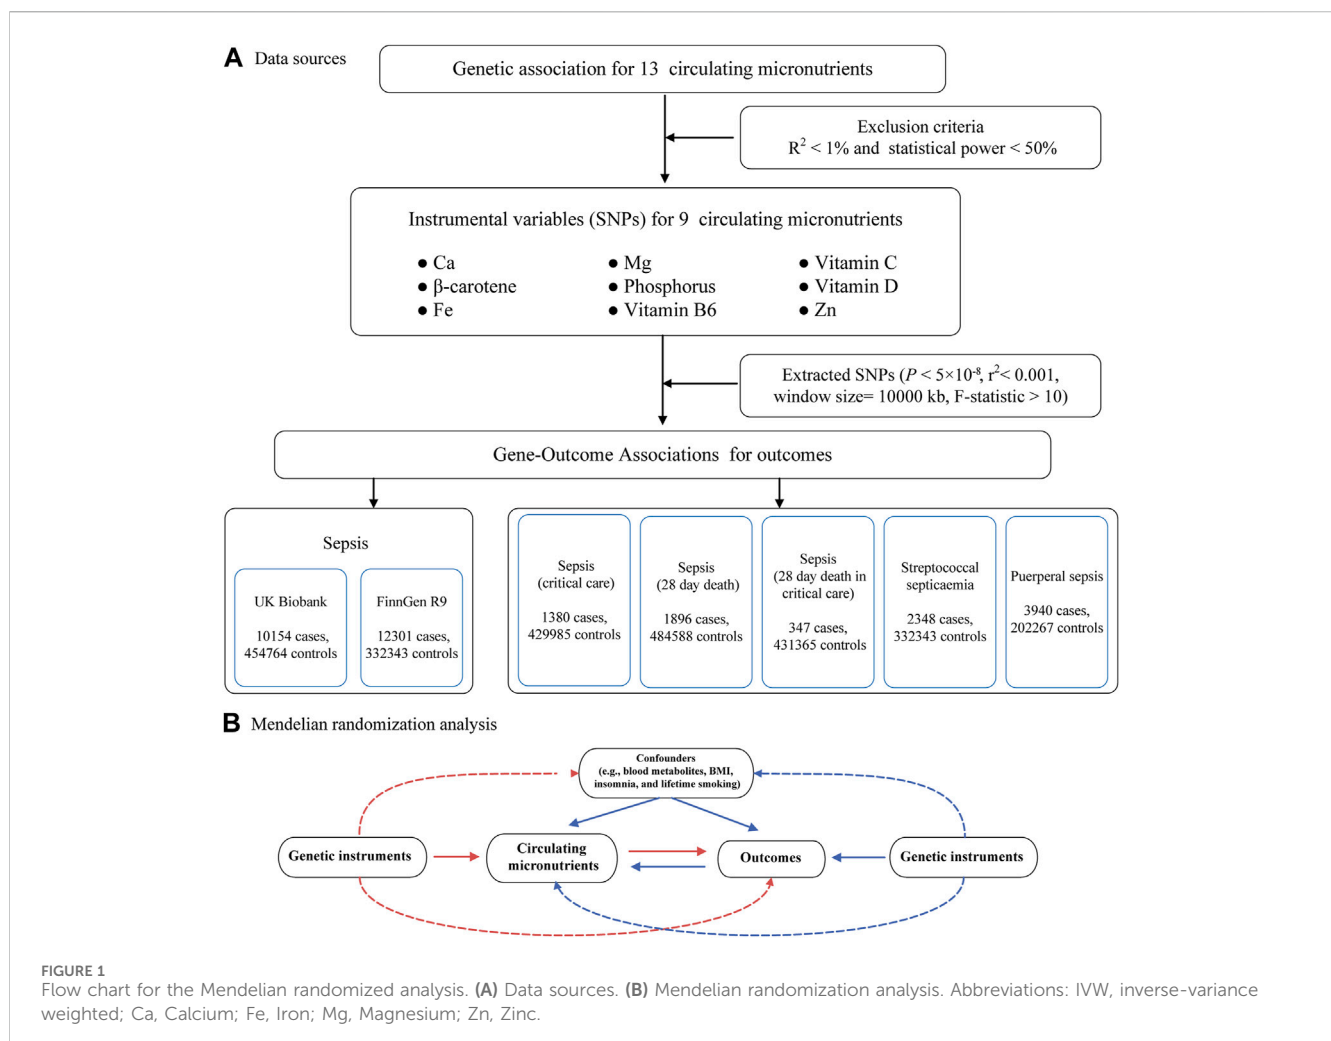 A Data sources
Genetic association for 13 circulating micronutrients
Exclusion criteria
R² < 1% and statistical power < 50%
Instrumental variables (SNPs) for 9 circulating micronutrients
● Ca
● β-carotene
● Fe
● Mg
● Phosphorus
● Vitamin B6
● Vitamin C
● Vitamin D
● Zn
Extracted SNPs (P < 5×10⁻⁸, r²< 0.001,
window size= 10000 kb, F-statistic > 10)
Gene-Outcome Associations for outcomes
Sepsis
UK Biobank
10154 cases,
454764 controls
FinnGen R9
12301 cases,
332343 controls
Sepsis
(critical care)
1380 cases,
429985 controls
Sepsis
(28 day death)
1896 cases,
484588 controls
Sepsis
(28 day death in
critical care)
347 cases,
431365 controls
Streptococcal
septicaemia
2348 cases,
332343 controls
Puerperal sepsis
3940 cases,
202267 controls
B Mendelian randomization analysis
Confounders
(e.g., blood metabolites, BMI,
insomnia, and lifetime smoking)
Genetic instruments
Circulating
micronutrients
Outcomes
Genetic instruments
FIGURE 1
Flow chart for the Mendelian randomized analysis. (A) Data sources. (B) Mendelian randomization analysis. Abbreviations: IVW, inverse-variance
weighted; Ca, Calcium; Fe, Iron; Mg, Magnesium; Zn, Zinc.